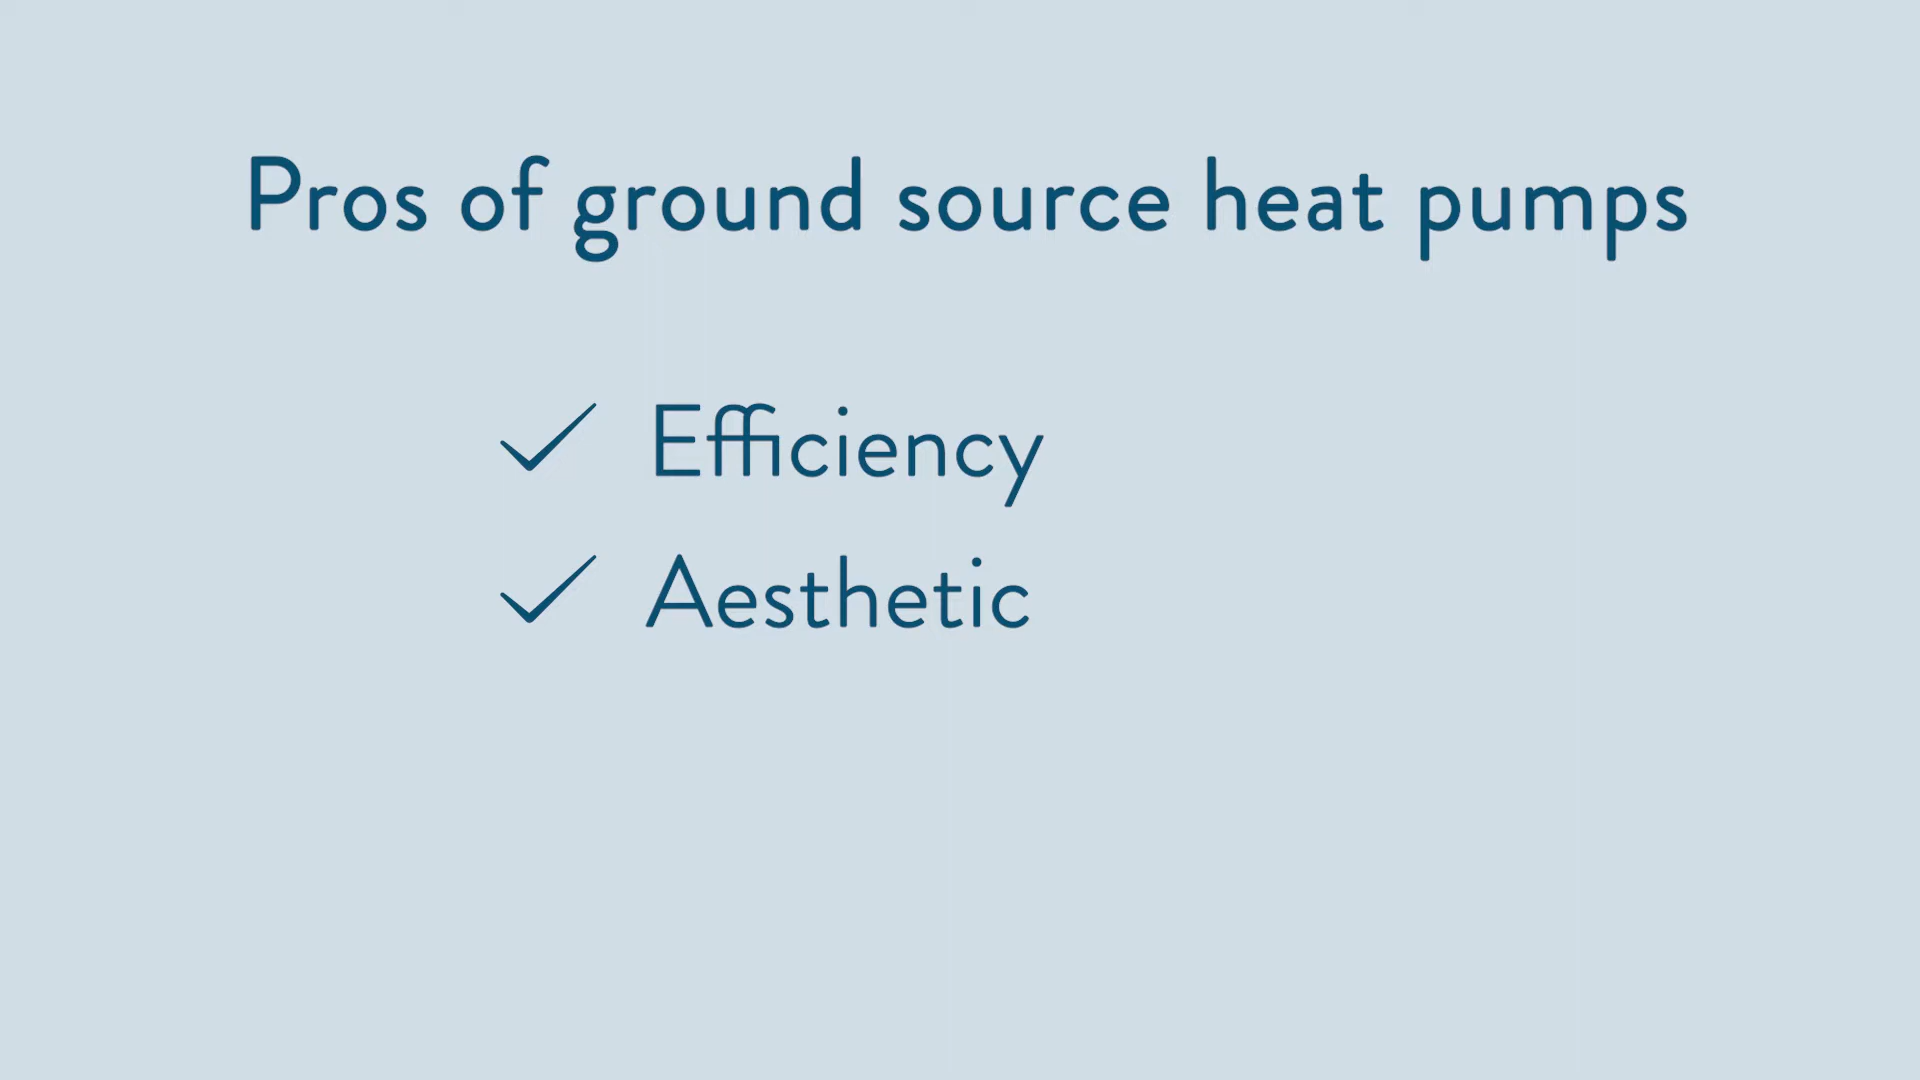 Pros of ground source heat pumps
✓ Efficiency
✓ Aesthetic